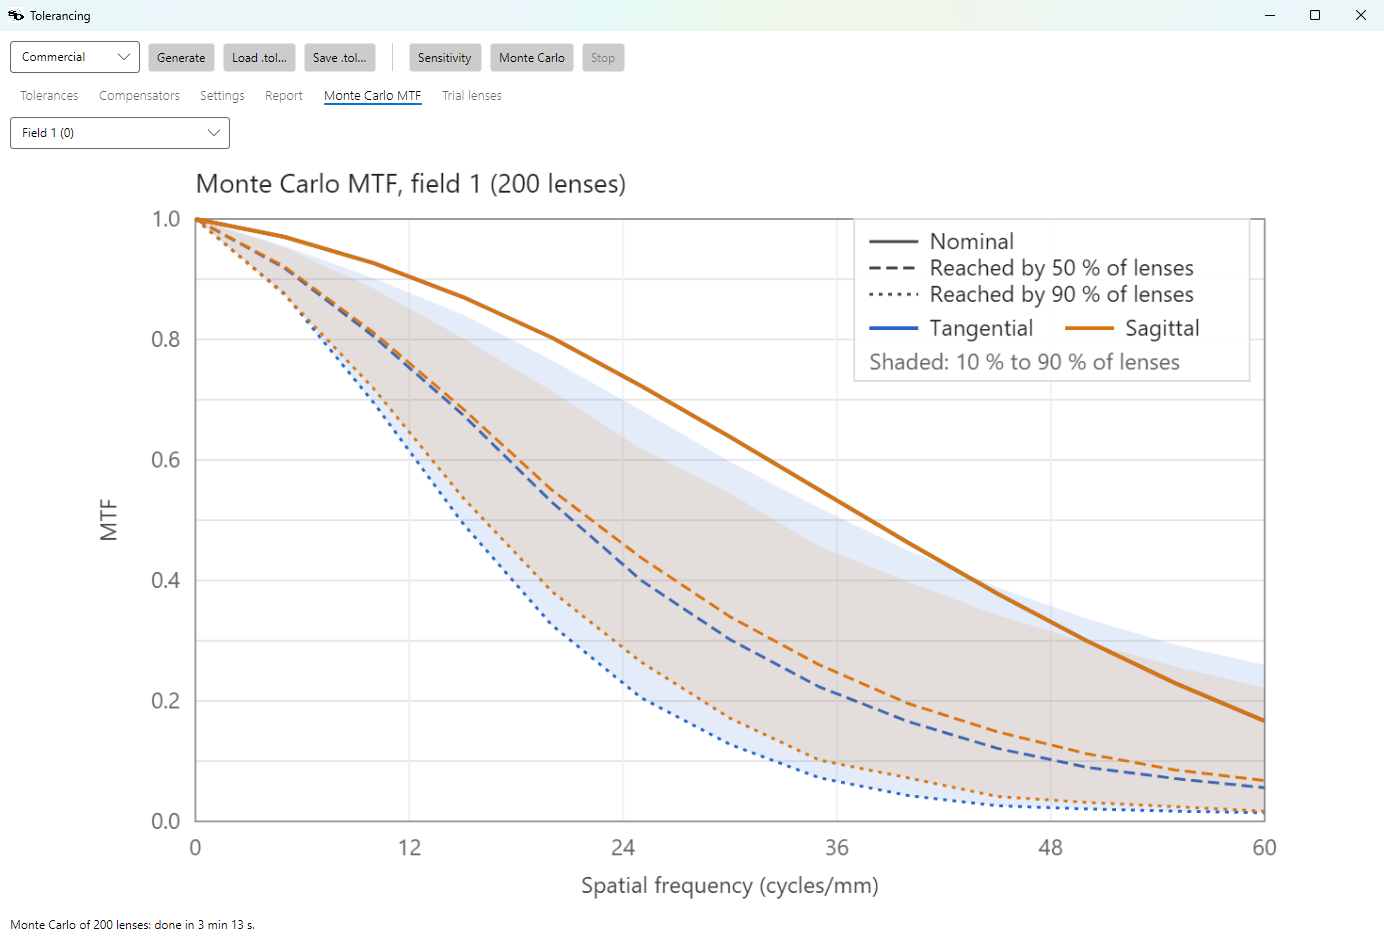 Tolerancing
Commercial Generate Load .tol... Save .tol... Sensitivity Monte Carlo Stop
Tolerances Compensators Settings Report Monte Carlo MTF Trial lenses
Field 1 (0)
Monte Carlo MTF, field 1 (200 lenses)
1.0
0.8
0.6
0.4
0.2
0.0
MTF
Nominal
Reached by 50 % of lenses
Reached by 90 % of lenses
Tangential Sagittal
Shaded: 10 % to 90 % of lenses
0 12 24 36 48 60
Spatial frequency (cycles/mm)
Monte Carlo of 200 lenses: done in 3 min 13 s.